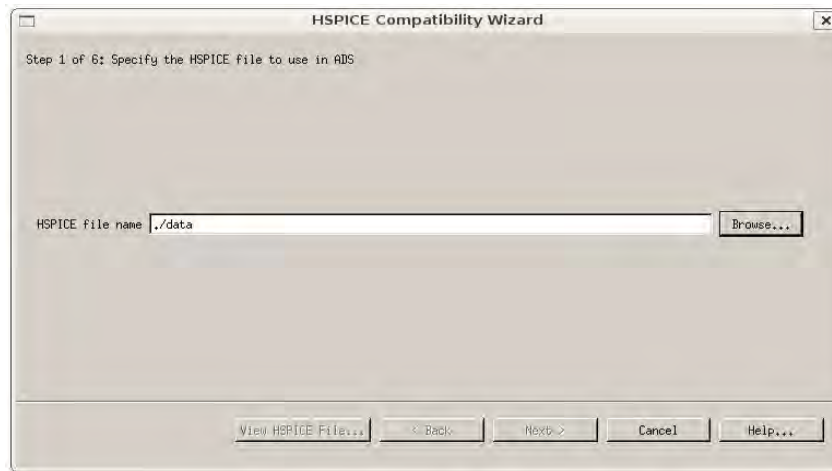 HSPICE Compatibility Wizard
Step 1 of 6: Specify the HSPICE file to use in ADS
HSPICE file name ./data Browse...
View HSPICE File... < Back Next > Cancel Help...